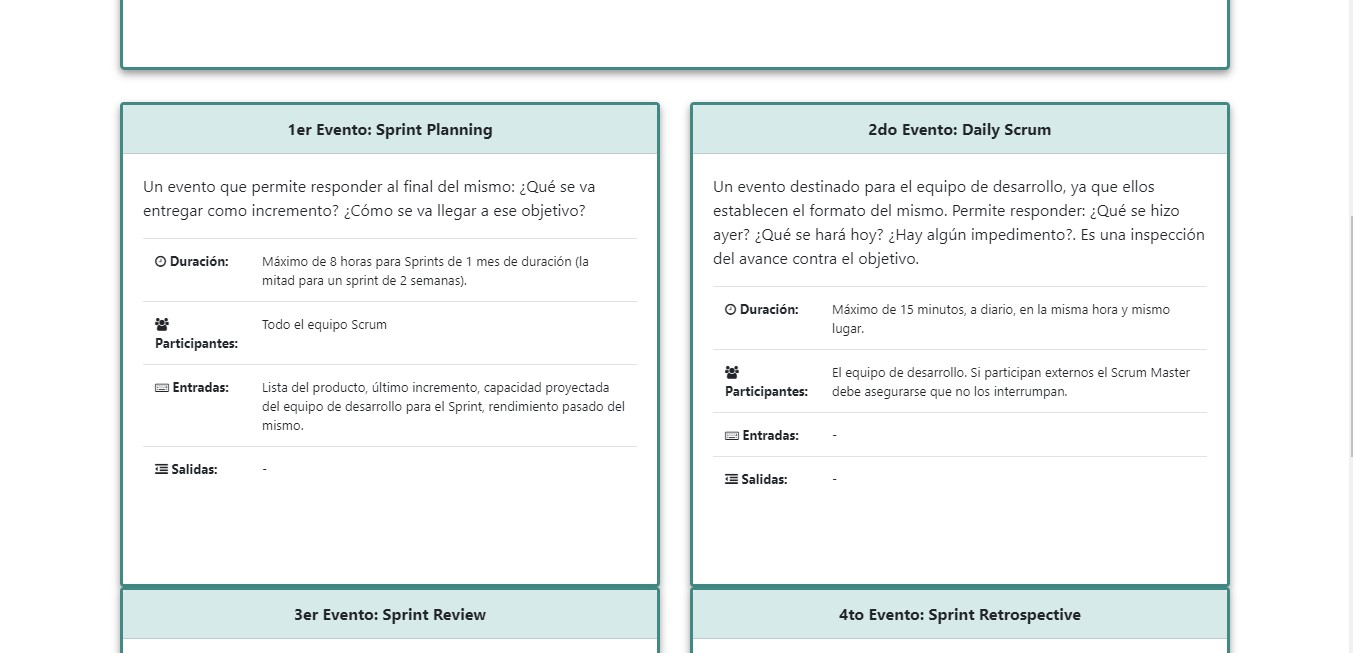 1er Evento: Sprint Planning
Un evento que permite responder al final del mismo: ¿Qué se va
entregar como incremento? ¿Cómo se va llegar a ese objetivo?
Duración:
Máximo de 8 horas para Sprints de 1 mes de duración (la
mitad para un sprint de 2 semanas).
Participantes:
Todo el equipo Scrum
Entradas:
Lista del producto, último incremento, capacidad proyectada
del equipo de desarrollo para el Sprint, rendimiento pasado del
mismo.
Salidas:
-
2do Evento: Daily Scrum
Un evento destinado para el equipo de desarrollo, ya que ellos
establecen el formato del mismo. Permite responder: ¿Qué se hizo
ayer? ¿Qué se hará hoy? ¿Hay algún impedimento?. Es una inspección
del avance contra el objetivo.
Duración:
Máximo de 15 minutos, a diario, en la misma hora y mismo
lugar.
Participantes:
El equipo de desarrollo. Si participan externos el Scrum Master
debe asegurarse que no los interrumpan.
Entradas:
-
Salidas:
-
3er Evento: Sprint Review
4to Evento: Sprint Retrospective